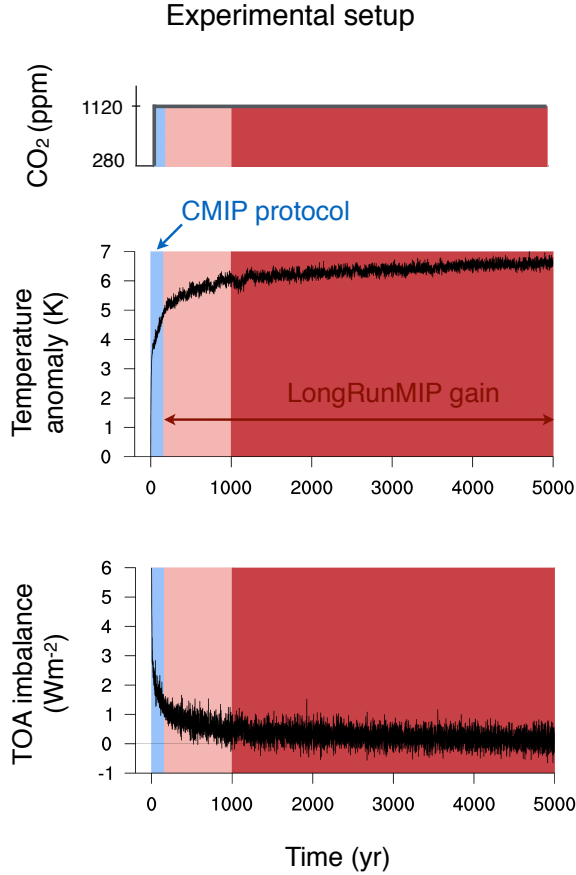 Experimental setup
CO₂ (ppm)
1120
280
CMIP protocol
Temperature
anomaly (K)
7
6
5
4
3
2
1
0
LongRunMIP gain
0 1000 2000 3000 4000 5000
TOA imbalance
(Wm-2)
6
5
4
3
2
1
0
-1
0 1000 2000 3000 4000 5000
Time (yr)